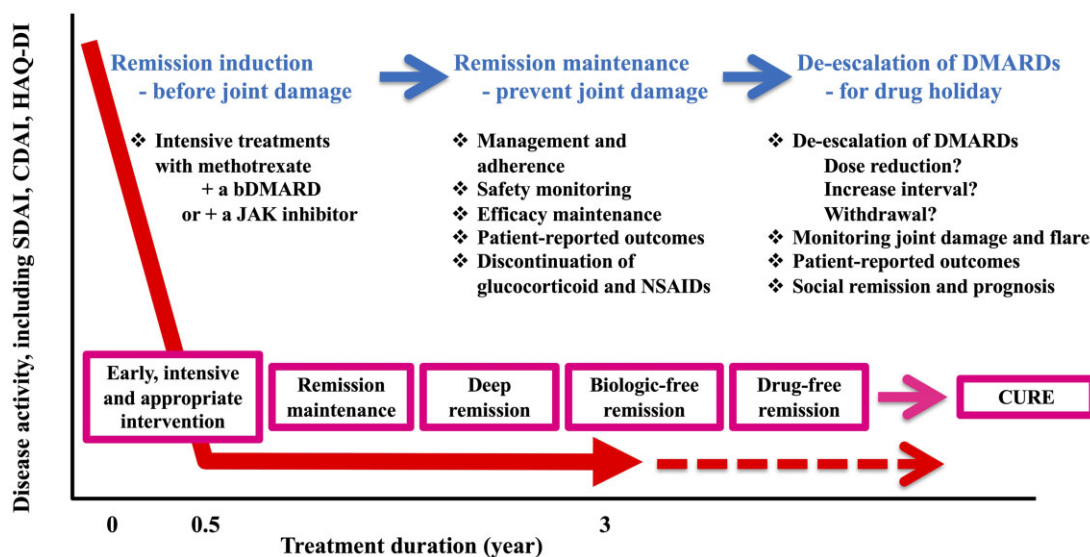 Disease activity, including SDAI, CDAI, HAQ-DI
Remission induction
- before joint damage
❖ Intensive treatments
with methotrexate
+ a bDMARD
or + a JAK inhibitor
Remission maintenance
- prevent joint damage
❖ Management and
adherence
❖ Safety monitoring
❖ Efficacy maintenance
❖ Patient-reported outcomes
❖ Discontinuation of
glucocorticoid and NSAIDs
De-escalation of DMARDs
- for drug holiday
❖ De-escalation of DMARDs
Dose reduction?
Increase interval?
Withdrawal?
❖ Monitoring joint damage and flare
❖ Patient-reported outcomes
❖ Social remission and prognosis
Early, intensive
and appropriate
intervention
Remission
maintenance
Deep
remission
Biologic-free
remission
Drug-free
remission
CURE
0
0.5
3
Treatment duration (year)